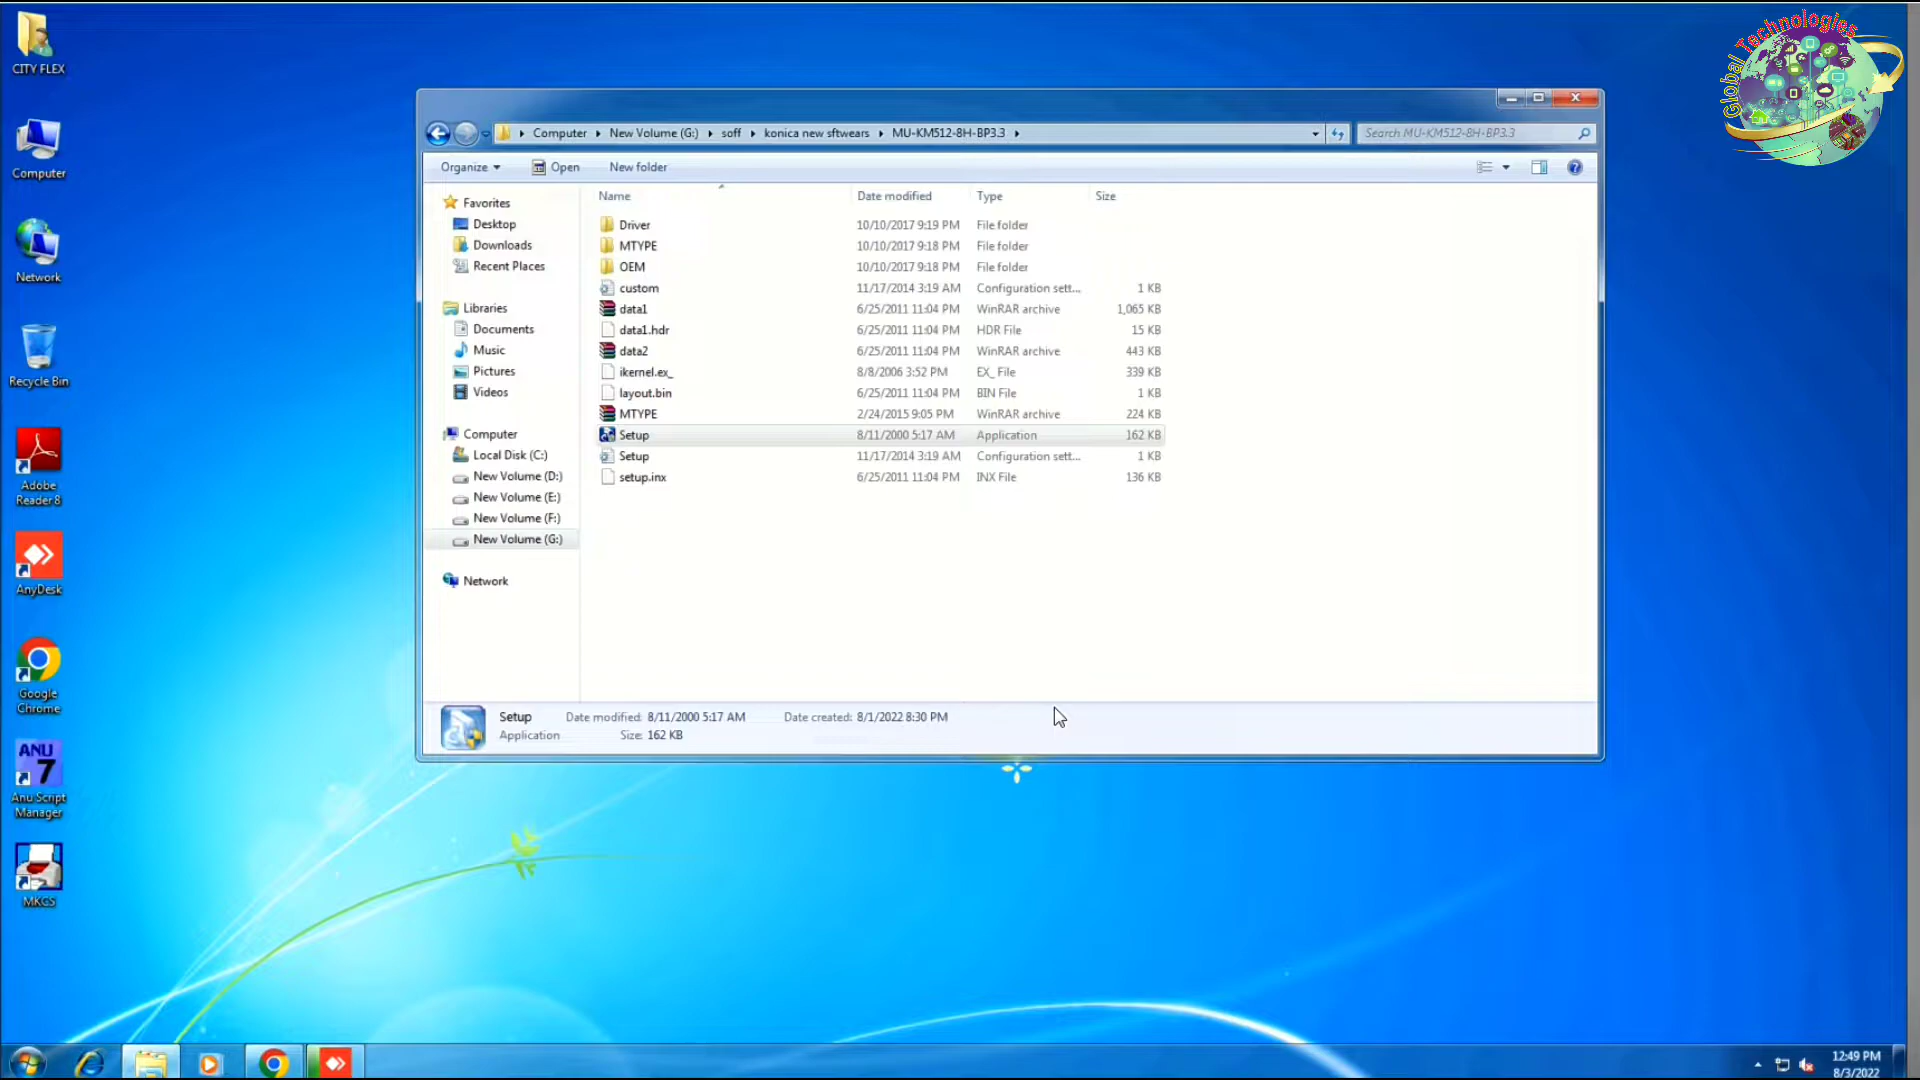 Global Technologies
CITY FLEX
Computer
Network
Recycle Bin
Adobe
Reader 8
AnyDesk
Google
Chrome
ANU
7
Anu Script
Manager
MKCS
Computer New Volume (G:) soff konica new sftwears MU-KM512-8H-BP3.3
Search MU-KM512-8H-BP3.3
Organize Open New folder
Favorites
Desktop
Downloads
Recent Places
Libraries
Documents
Music
Pictures
Videos
Computer
Local Disk (C:)
New Volume (D:)
New Volume (E:)
New Volume (F:)
New Volume (G:)
Network
Name Date modified Type Size
Driver 10/10/2017 9:19 PM File folder
MTYPE 10/10/2017 9:18 PM File folder
OEM 10/10/2017 9:18 PM File folder
custom 11/17/2014 3:19 AM Configuration sett... 1 KB
data1 6/25/2011 11:04 PM WinRAR archive 1,065 KB
data1.hdr 6/25/2011 11:04 PM HDR File 15 KB
data2 6/25/2011 11:04 PM WinRAR archive 443 KB
ikernel.ex_ 8/8/2006 3:52 PM EX_ File 339 KB
layout.bin 6/25/2011 11:04 PM BIN File 1 KB
MTYPE 2/24/2015 9:05 PM WinRAR archive 224 KB
Setup 8/11/2000 5:17 AM Application 162 KB
Setup 11/17/2014 3:19 AM Configuration sett... 1 KB
setup.inx 6/25/2011 11:04 PM INX File 136 KB
Setup Date modified: 8/11/2000 5:17 AM Date created: 8/1/2022 8:30 PM
Application Size: 162 KB
12:49 PM
8/3/2022